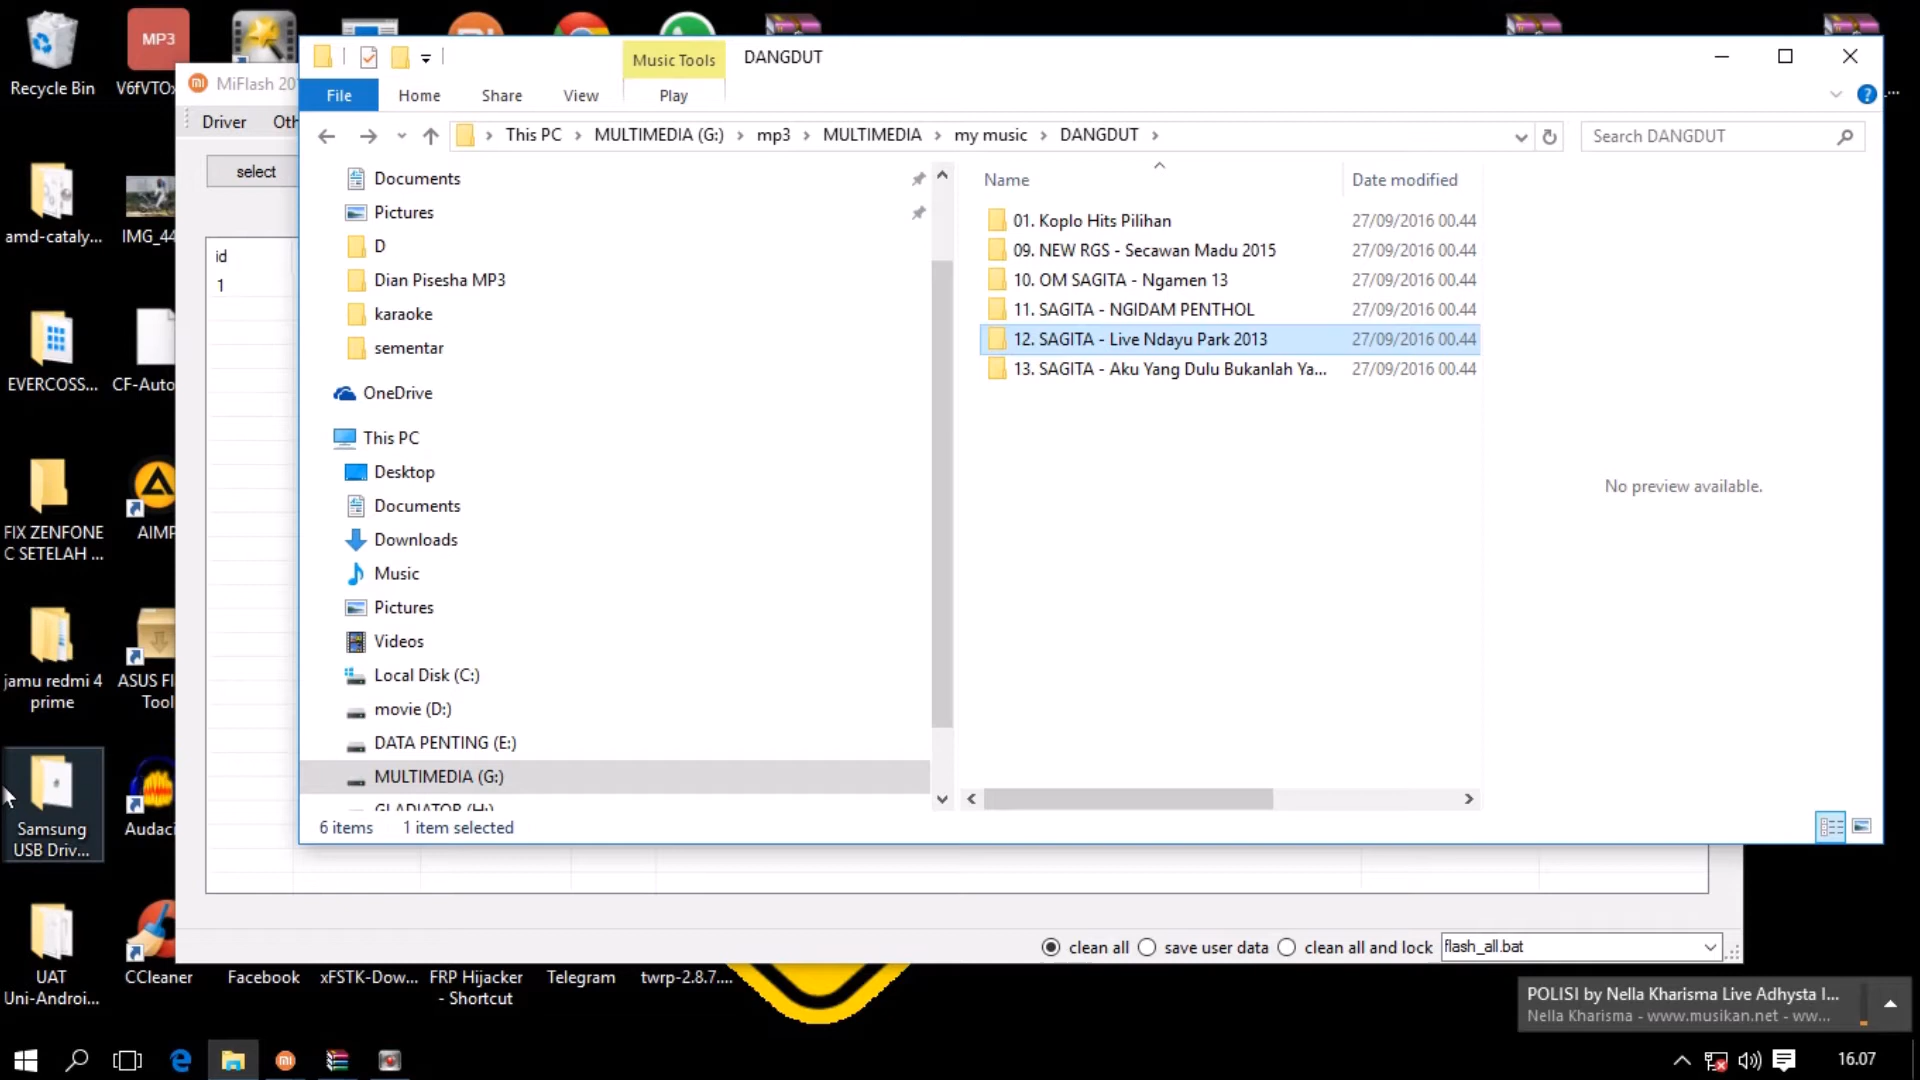 Recycle Bin
MP3
V6fVTOx
MiFlash 20
Driver
Oth
select
id
1
Music Tools
DANGDUT
File
Home
Share
View
Play
This PC
MULTIMEDIA (G:)
mp3
MULTIMEDIA
my music
DANGDUT
Search DANGDUT
Documents
Pictures
D
Dian Pisesha MP3
karaoke
sementar
OneDrive
This PC
Desktop
Documents
Downloads
Music
Pictures
Videos
Local Disk (C:)
movie (D:)
DATA PENTING (E:)
MULTIMEDIA (G:)
GLADIATOR (H:)
Name
Date modified
01. Koplo Hits Pilihan 27/09/2016 00.44
09. NEW RGS - Secawan Madu 2015 27/09/2016 00.44
10. OM SAGITA - Ngamen 13 27/09/2016 00.44
11. SAGITA - NGIDAM PENTHOL 27/09/2016 00.44
12. SAGITA - Live Ndayu Park 2013 27/09/2016 00.44
13. SAGITA - Aku Yang Dulu Bukanlah Ya... 27/09/2016 00.44
No preview available.
6 items
1 item selected
amd-cataly...
IMG_44
EVERCOSS...
CF-Auto
FIX ZENFONE
C SETELAH ...
AIMP
jamu redmi 4
prime
ASUS Fl
Tool
Samsung
USB Driv...
Audaci
UAT
Uni-Androi...
CCleaner
Facebook
xFSTK-Dow...
FRP Hijacker
- Shortcut
Telegram
twrp-2.8.7....
clean all
save user data
clean all and lock
flash_all.bat
POLISI by Nella Kharisma Live Adhysta I...
Nella Kharisma - www.musikan.net - ww...
16.07